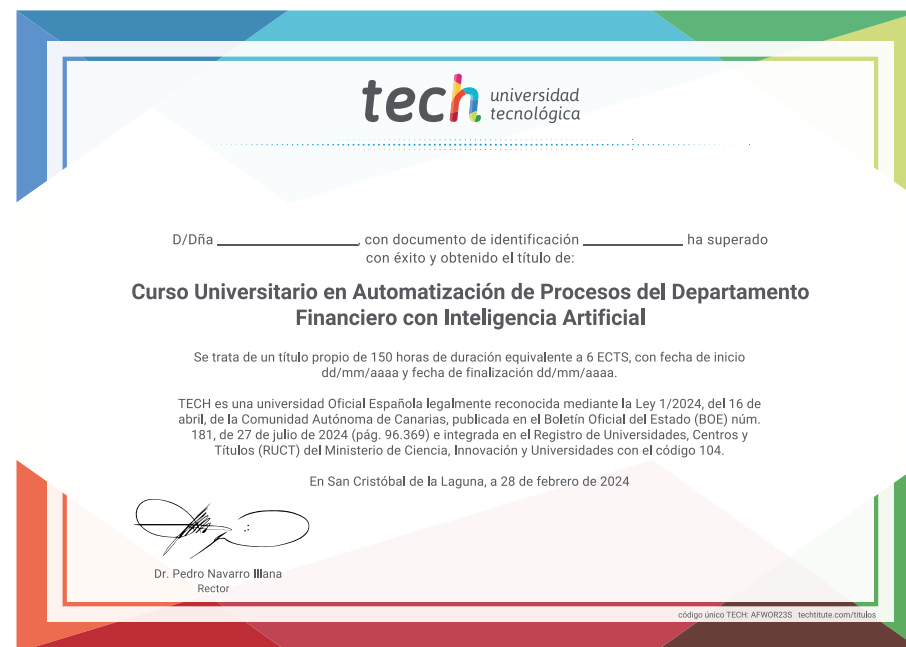 tech universidad
tecnológica
D/Dña ____________________, con documento de identificación ______________ ha superado
con éxito y obtenido el título de:
Curso Universitario en Automatización de Procesos del Departamento
Financiero con Inteligencia Artificial
Se trata de un título propio de 150 horas de duración equivalente a 6 ECTS, con fecha de inicio
dd/mm/aaaa y fecha de finalización dd/mm/aaaa.
TECH es una universidad Oficial Española legalmente reconocida mediante la Ley 1/2024, del 16 de
abril, de la Comunidad Autónoma de Canarias, publicada en el Boletín Oficial del Estado (BOE) núm.
181, de 27 de julio de 2024 (pág. 96.369) e integrada en el Registro de Universidades, Centros y
Títulos (RUCT) del Ministerio de Ciencia, Innovación y Universidades con el código 104.
En San Cristóbal de la Laguna, a 28 de febrero de 2024
Dr. Pedro Navarro Illana
Rector
código único TECH: AFWOR23S techtitute.com/titulos